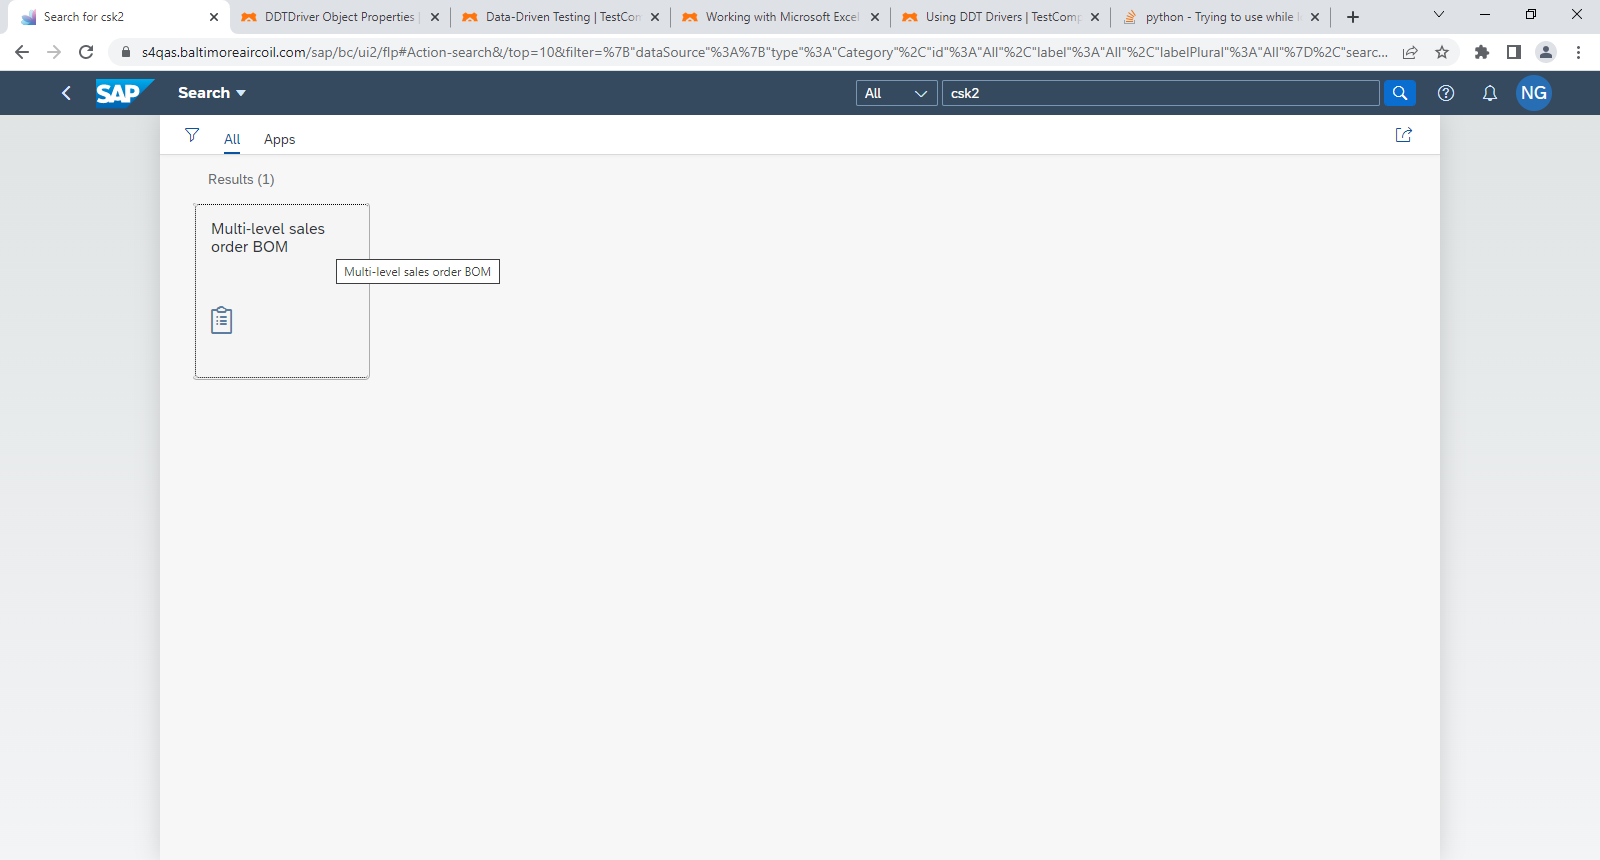 Search for csk2
DDTDriver Object Properties
Data-Driven Testing | TestCon
Working with Microsoft Excel
Using DDT Drivers | TestComp
python - Trying to use while
s4qas.baltimoreaircoil.com/sap/bc/ui2/flp#Action-search&/top=10&filter=%7B"dataSource"%3A%7B"type"%3A"Category"%2C"id"%3A"All"%2C"label"%3A"All"%2C"labelPlural"%3A"All"%7D%2C"searc...
SAP
Search
All
csk2
NG
All
Apps
Results (1)
Multi-level sales
order BOM
Multi-level sales order BOM